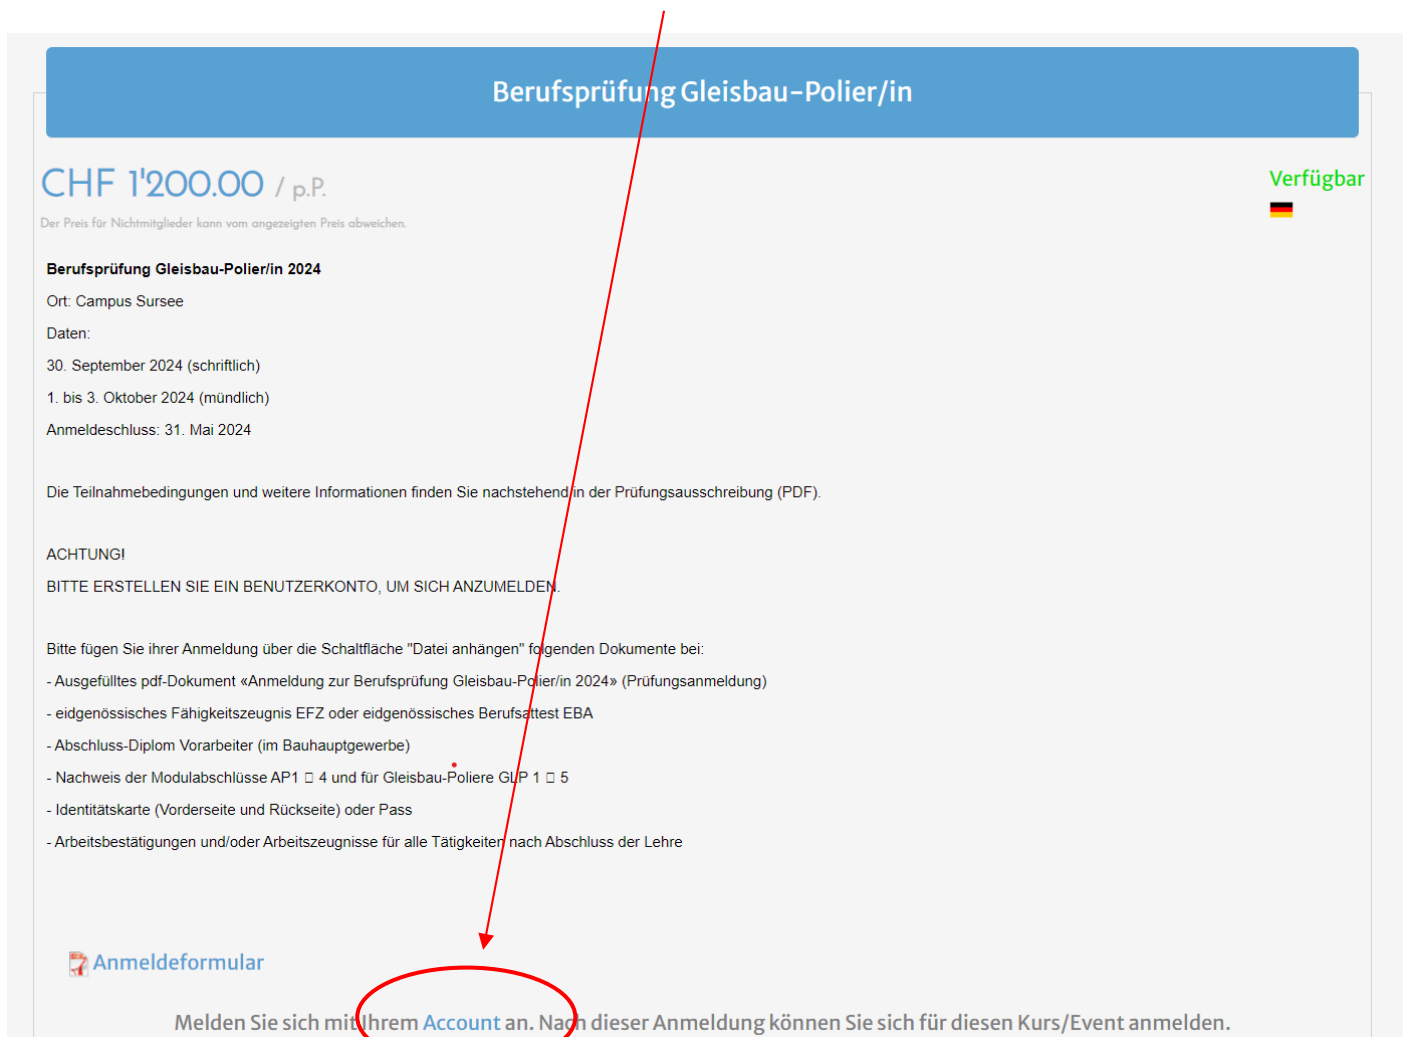 Berufsprüfung Gleisbau-Polier/in
CHF 1'200.00 / p.P.
Verfügbar
Der Preis für Nichtmitglieder kann vom angezeigten Preis abweichen.
Berufsprüfung Gleisbau-Polier/in 2024
Ort: Campus Sursee
Daten:
30. September 2024 (schriftlich)
1. bis 3. Oktober 2024 (mündlich)
Anmeldeschluss: 31. Mai 2024
Die Teilnahmebedingungen und weitere Informationen finden Sie nachstehend in der Prüfungsausschreibung (PDF).
ACHTUNG!
BITTE ERSTELLEN SIE EIN BENUTZERKONTO, UM SICH ANZUMELDEN.
Bitte fügen Sie ihrer Anmeldung über die Schaltfläche "Datei anhängen" folgenden Dokumente bei:
- Ausgefülltes pdf-Dokument «Anmeldung zur Berufsprüfung Gleisbau-Polier/in 2024» (Prüfungsanmeldung)
- eidgenössisches Fähigkeitszeugnis EFZ oder eidgenössisches Berufsattest EBA
- Abschluss-Diplom Vorarbeiter (im Bauhauptgewerbe)
- Nachweis der Modulabschlüsse AP1 □ 4 und für Gleisbau-Poliere GLP 1 □ 5
- Identitätskarte (Vorderseite und Rückseite) oder Pass
- Arbeitsbestätigungen und/oder Arbeitszeugnisse für alle Tätigkeiten nach Abschluss der Lehre
Anmeldeformular
Melden Sie sich mit Ihrem Account an. Nach dieser Anmeldung können Sie sich für diesen Kurs/Event anmelden.